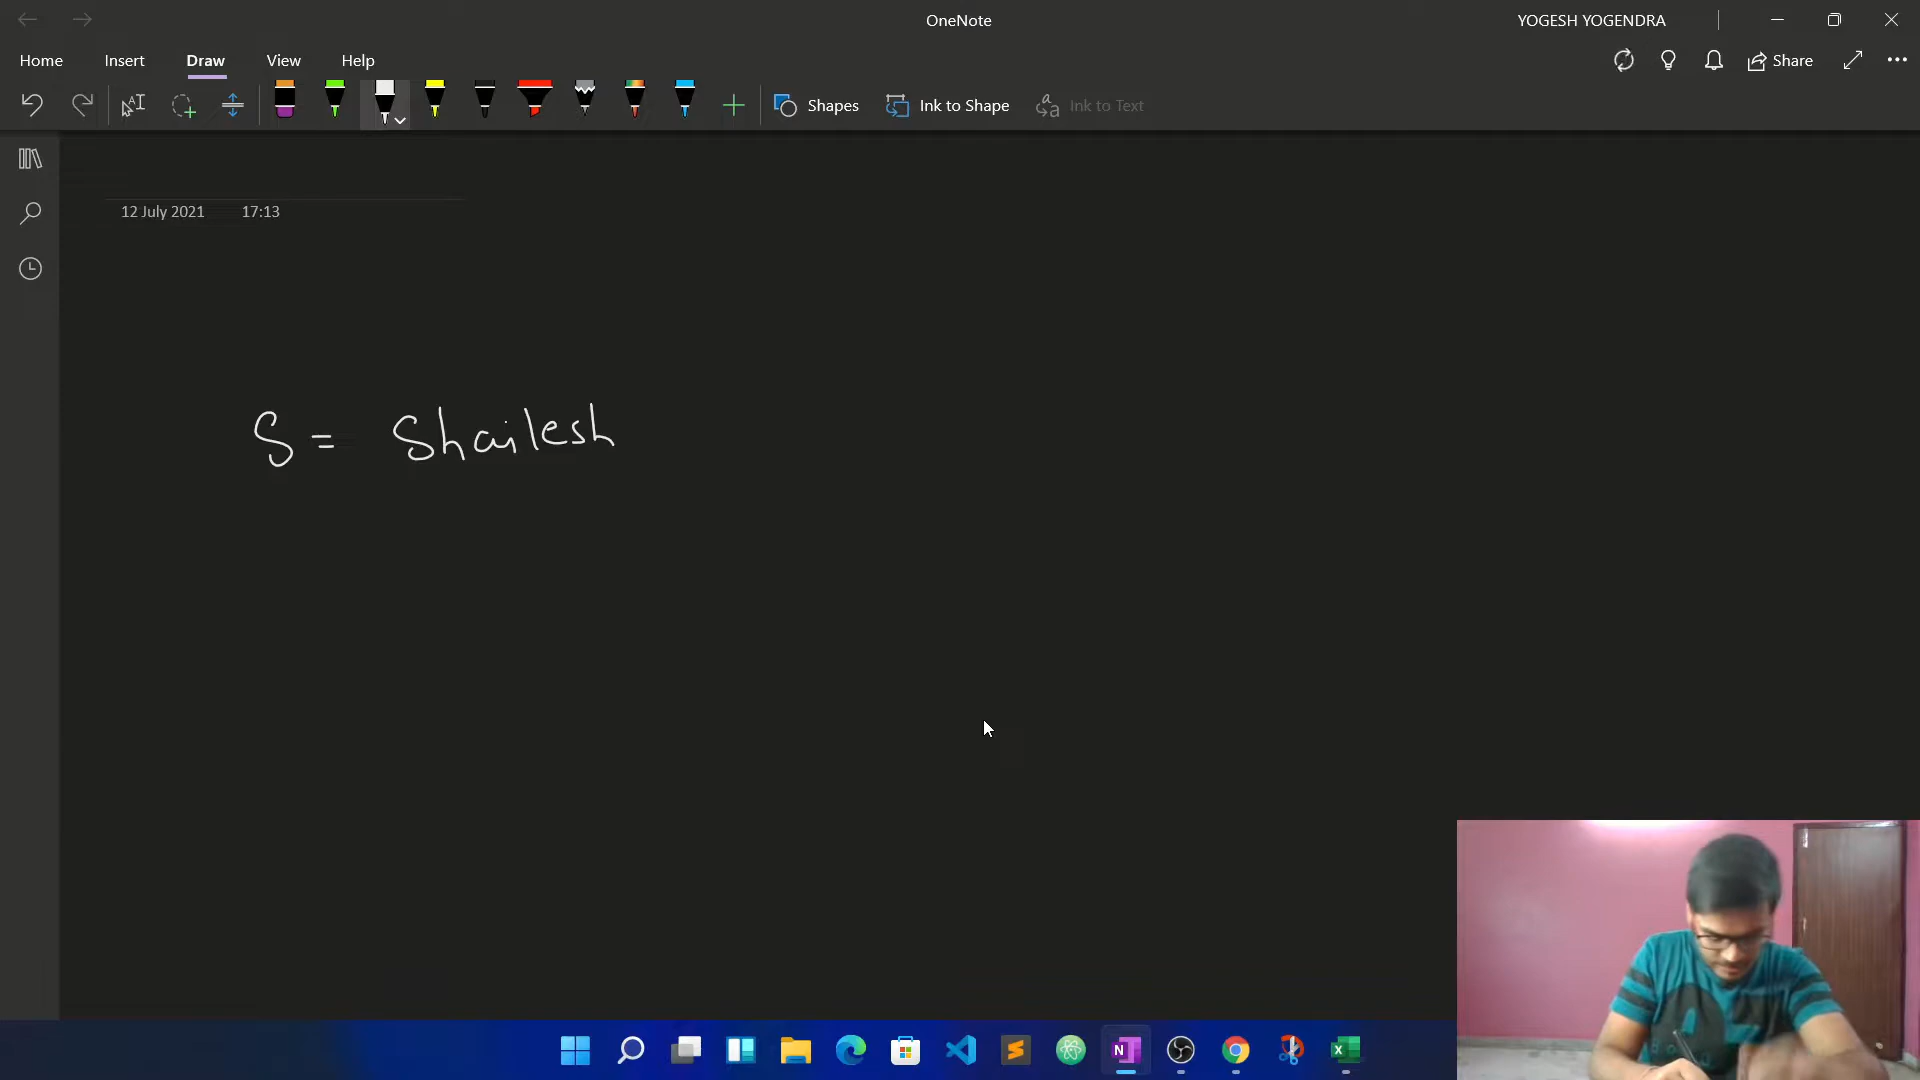 OneNote
YOGESH YOGENDRA
Home Insert Draw View Help
Share
Shapes Ink to Shape Ink to Text
12 July 2021 17:13
S = Shailesh